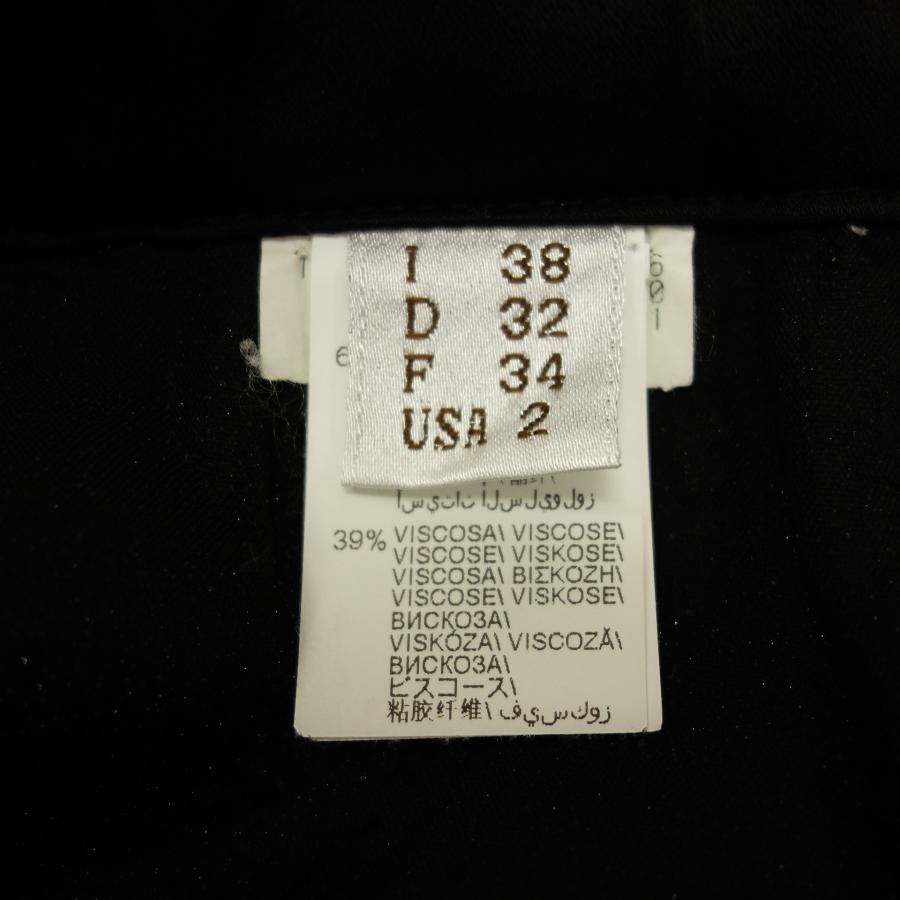 I 38
D 32
F 34
USA 2
6
39% VISCOSA\ VISCOSE\
VISCOSE\ VISKOSE\
VISCOSA\ ΒΙΣΚΟΖΗ\
VISCOSE\ VISKOSE\
ВИСКОЗА\
VISKÓZA\ VISCOZĂ\
ВИСКОЗА\
ビスコース\
粘胶纤维\ فيسكوز